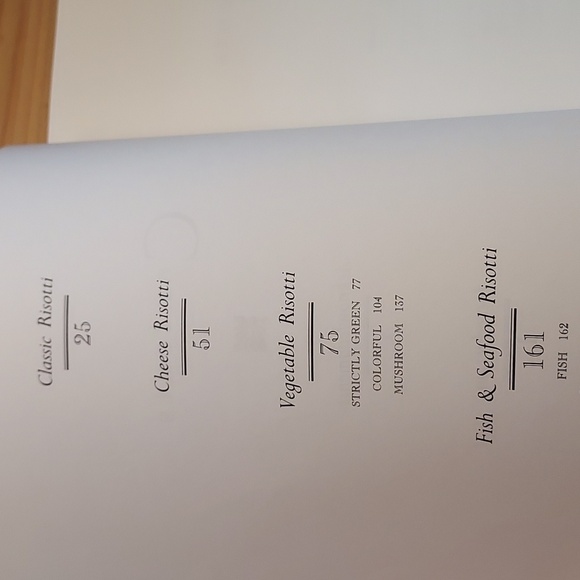 Classic Risotti
25
Cheese Risotti
51
Vegetable Risotti
75
STRICTLY GREEN 77
COLORFUL 104
MUSHROOM 137
Fish & Seafood Risotti
161
FISH 162